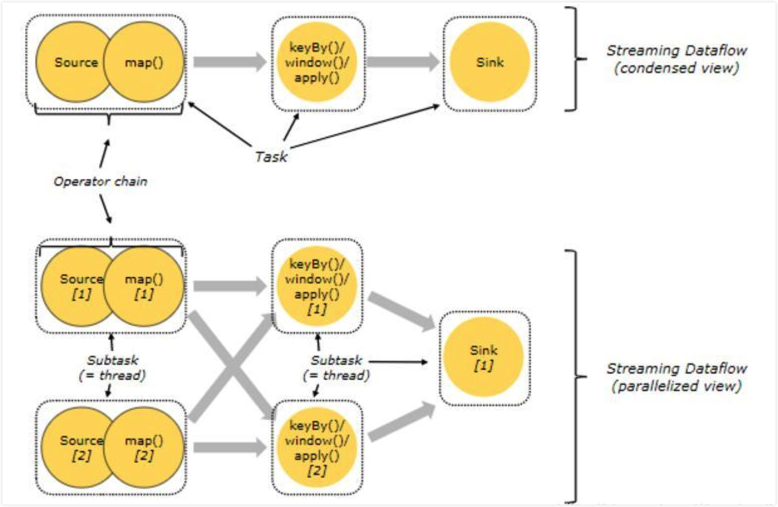 Source
map()
keyBy()/
window()/
apply()
Sink
Streaming Dataflow
(condensed view)
Task
Operator chain
Source
[1]
map()
[1]
keyBy()/
window()/
apply()
[1]
Sink
[1]
Subtask
(= thread)
Subtask
(= thread)
Streaming Dataflow
(parallelized view)
Source
[2]
map()
[2]
keyBy()/
window()/
apply()
[2]